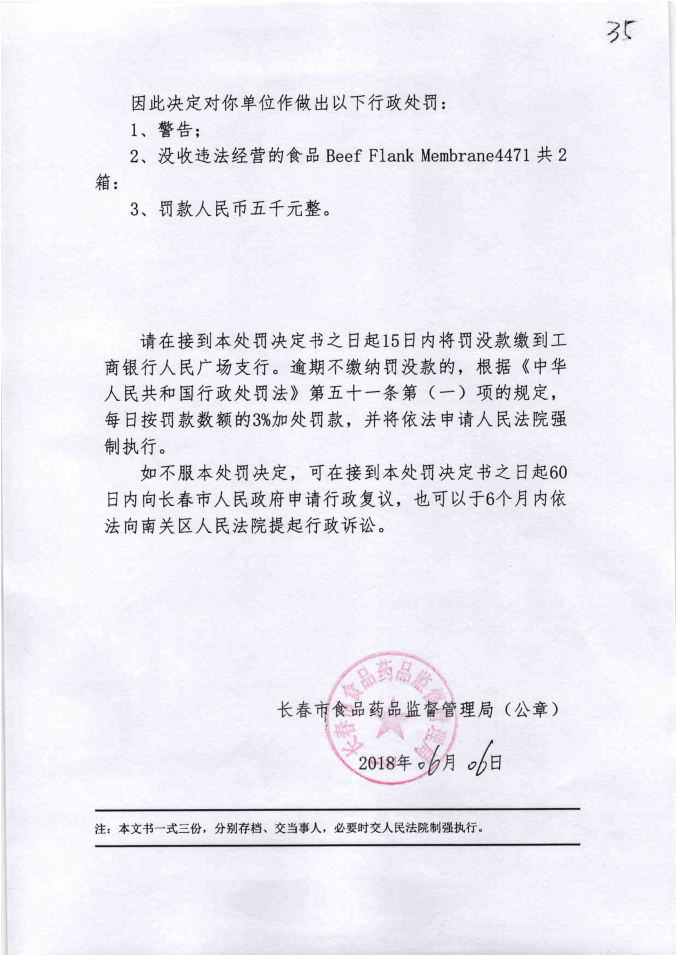 35
因此决定对你单位作做出以下行政处罚：
1、警告；
2、没收违法经营的食品 Beef Flank Membrane4471 共 2
箱：
3、罚款人民币五千元整。
请在接到本处罚决定书之日起15日内将罚没款缴到工
商银行人民广场支行。逾期不缴纳罚没款的，根据《中华
人民共和国行政处罚法》第五十一条第（一）项的规定，
每日按罚款数额的3%加处罚款，并将依法申请人民法院强
制执行。
如不服本处罚决定，可在接到本处罚决定书之日起60
日内向长春市人民政府申请行政复议，也可以于6个月内依
法向南关区人民法院提起行政诉讼。
长春市食品药品监督管理局
长春市食品药品监督管理局（公章）
2018年06月06日
注：本文书一式三份，分别存档、交当事人，必要时交人民法院制强执行。